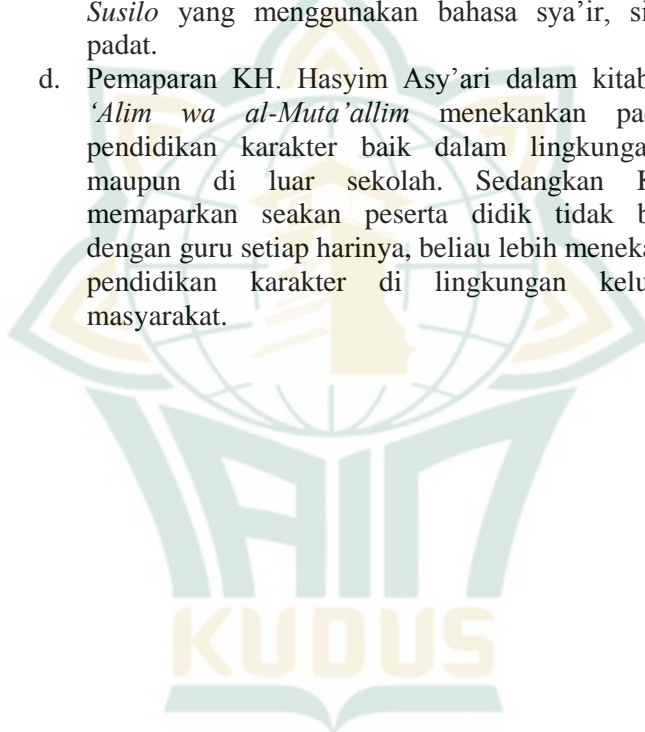 Susilo yang menggunakan bahasa sya’ir,
padat.
d. Pemaparan KH. Hasyim Asy’ari dalam kitab
‘Alim wa al-Muta’allim menekankan
pendidikan karakter baik dalam
maupun di luar sekolah. Sedangkan
memaparkan seakan peserta didik tidak
dengan guru setiap harinya, beliau lebih
pendidikan karakter di lingkungan
masyarakat.
IAIN
KUDUS